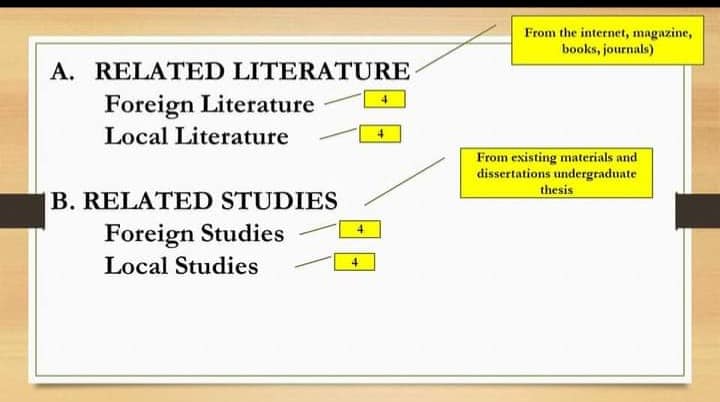 From the internet, magazine,
books, journals)
A. RELATED LITERATURE
Foreign Literature 4
Local Literature 4
From existing materials and
dissertations undergraduate
thesis
B. RELATED STUDIES
Foreign Studies 4
Local Studies 4